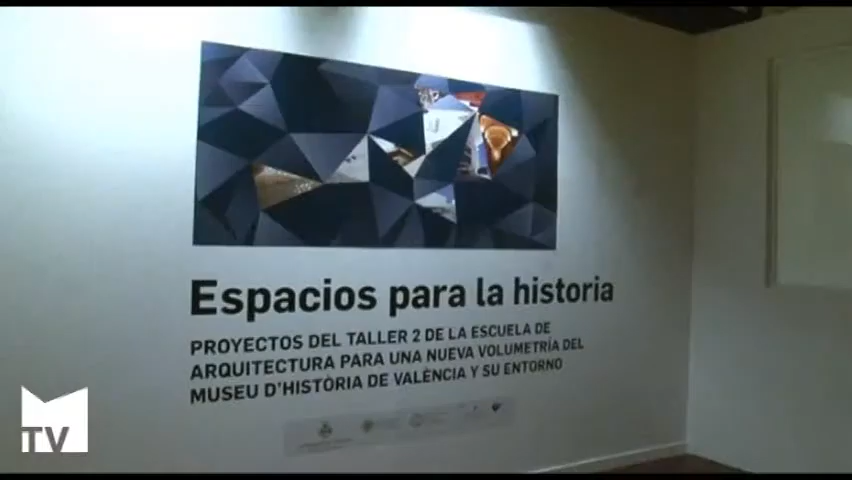 Espacios para la historia
PROYECTOS DEL TALLER 2 DE LA ESCUELA DE
ARQUITECTURA PARA UNA NUEVA VOLUMETRÍA DEL
MUSEU D'HISTÒRIA DE VALÈNCIA Y SU ENTORNO
TV